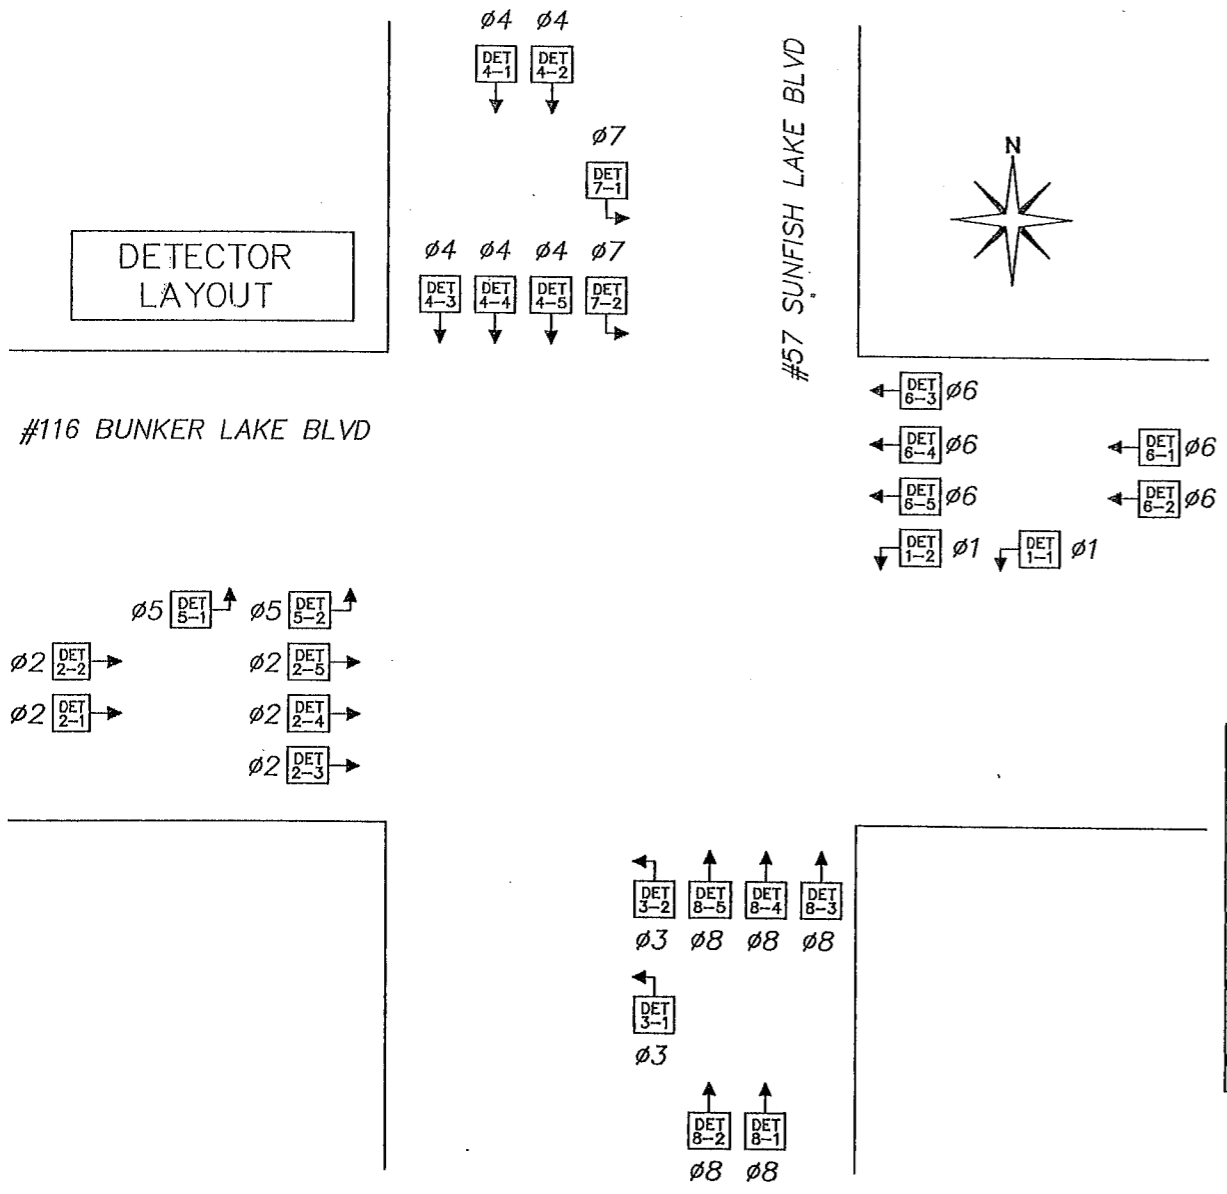 ø4 ø4
DET 4-1
DET 4-2
ø7
DET 7-1
ø4 ø4 ø4 ø7
DET 4-3
DET 4-4
DET 4-5
DET 7-2
DETECTOR
LAYOUT
#57 SUNFISH LAKE BLVD
N
#116 BUNKER LAKE BLVD
DET 6-3 ø6
DET 6-4 ø6
DET 6-1 ø6
DET 6-5 ø6
DET 6-2 ø6
DET 1-2 ø1
DET 1-1 ø1
ø5 DET 5-1
ø5 DET 5-2
ø2 DET 2-2
ø2 DET 2-5
ø2 DET 2-1
ø2 DET 2-4
ø2 DET 2-3
DET 3-2
DET 8-5
DET 8-4
DET 8-3
ø3 ø8 ø8 ø8
DET 3-1
ø3
DET 8-2
DET 8-1
ø8 ø8